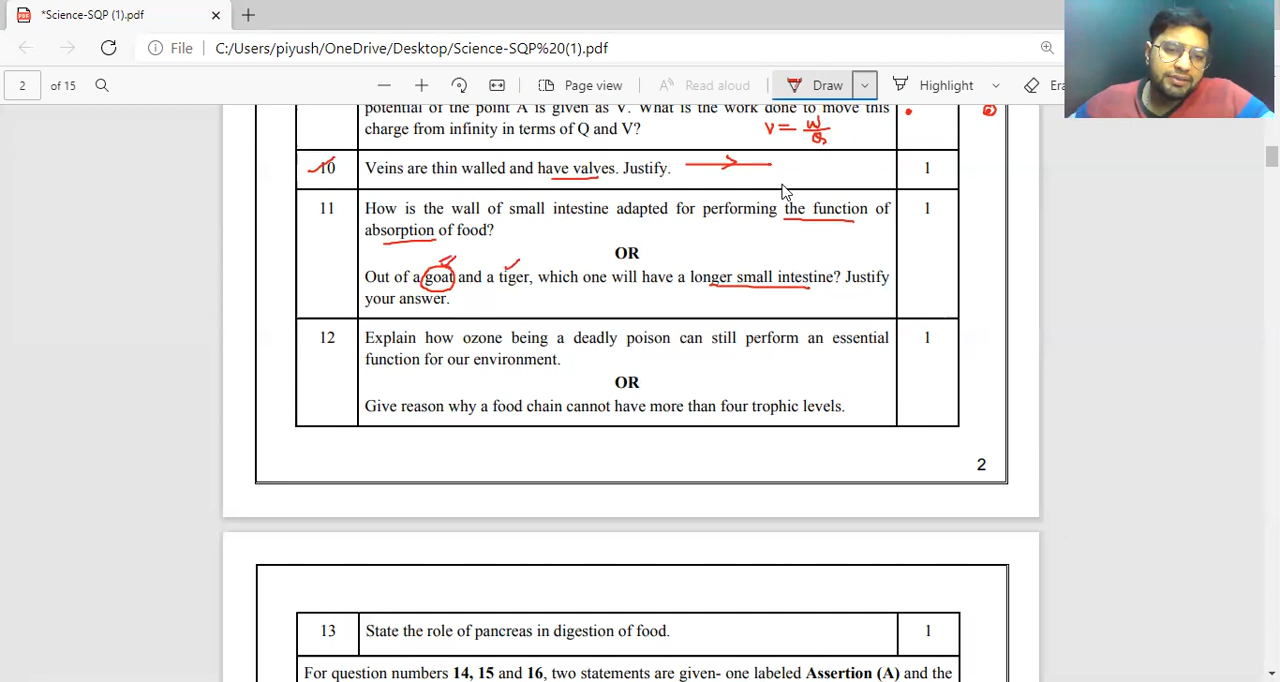 *Science-SQP (1).pdf
File
C:/Users/piyush/OneDrive/Desktop/Science-SQP%20(1).pdf
2 of 15
Page view
Read aloud
Draw
Highlight
potential of the point A is given as V. What is the work done to move this
charge from infinity in terms of Q and V?
V = W/Q
10 Veins are thin walled and have valves. Justify. 1
11 How is the wall of small intestine adapted for performing the function of 1
absorption of food?
OR
Out of a goat and a tiger, which one will have a longer small intestine? Justify
your answer.
12 Explain how ozone being a deadly poison can still perform an essential 1
function for our environment.
OR
Give reason why a food chain cannot have more than four trophic levels.
2
13 State the role of pancreas in digestion of food. 1
For question numbers 14, 15 and 16, two statements are given- one labeled Assertion (A) and the